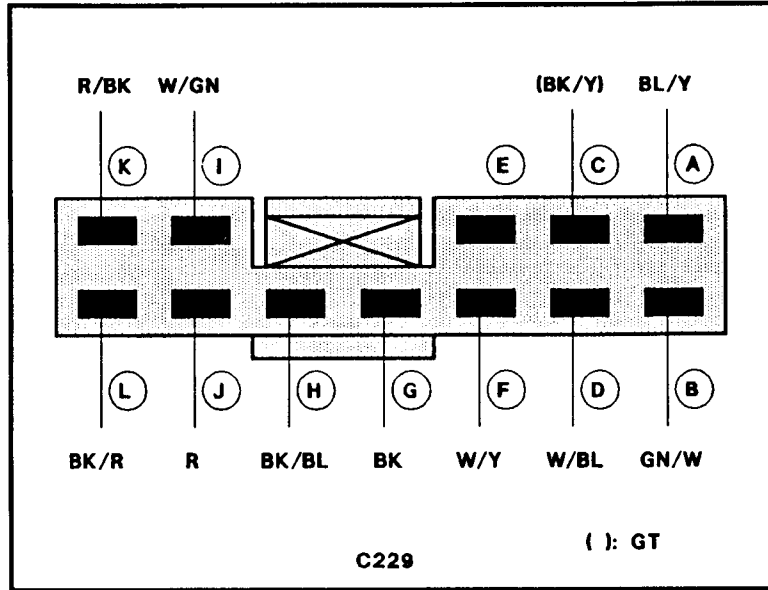 R/BK W/GN (BK/Y) BL/Y
K I E C A
L J H G F D B
BK/R R BK/BL BK W/Y W/BL GN/W
( ): GT
C229